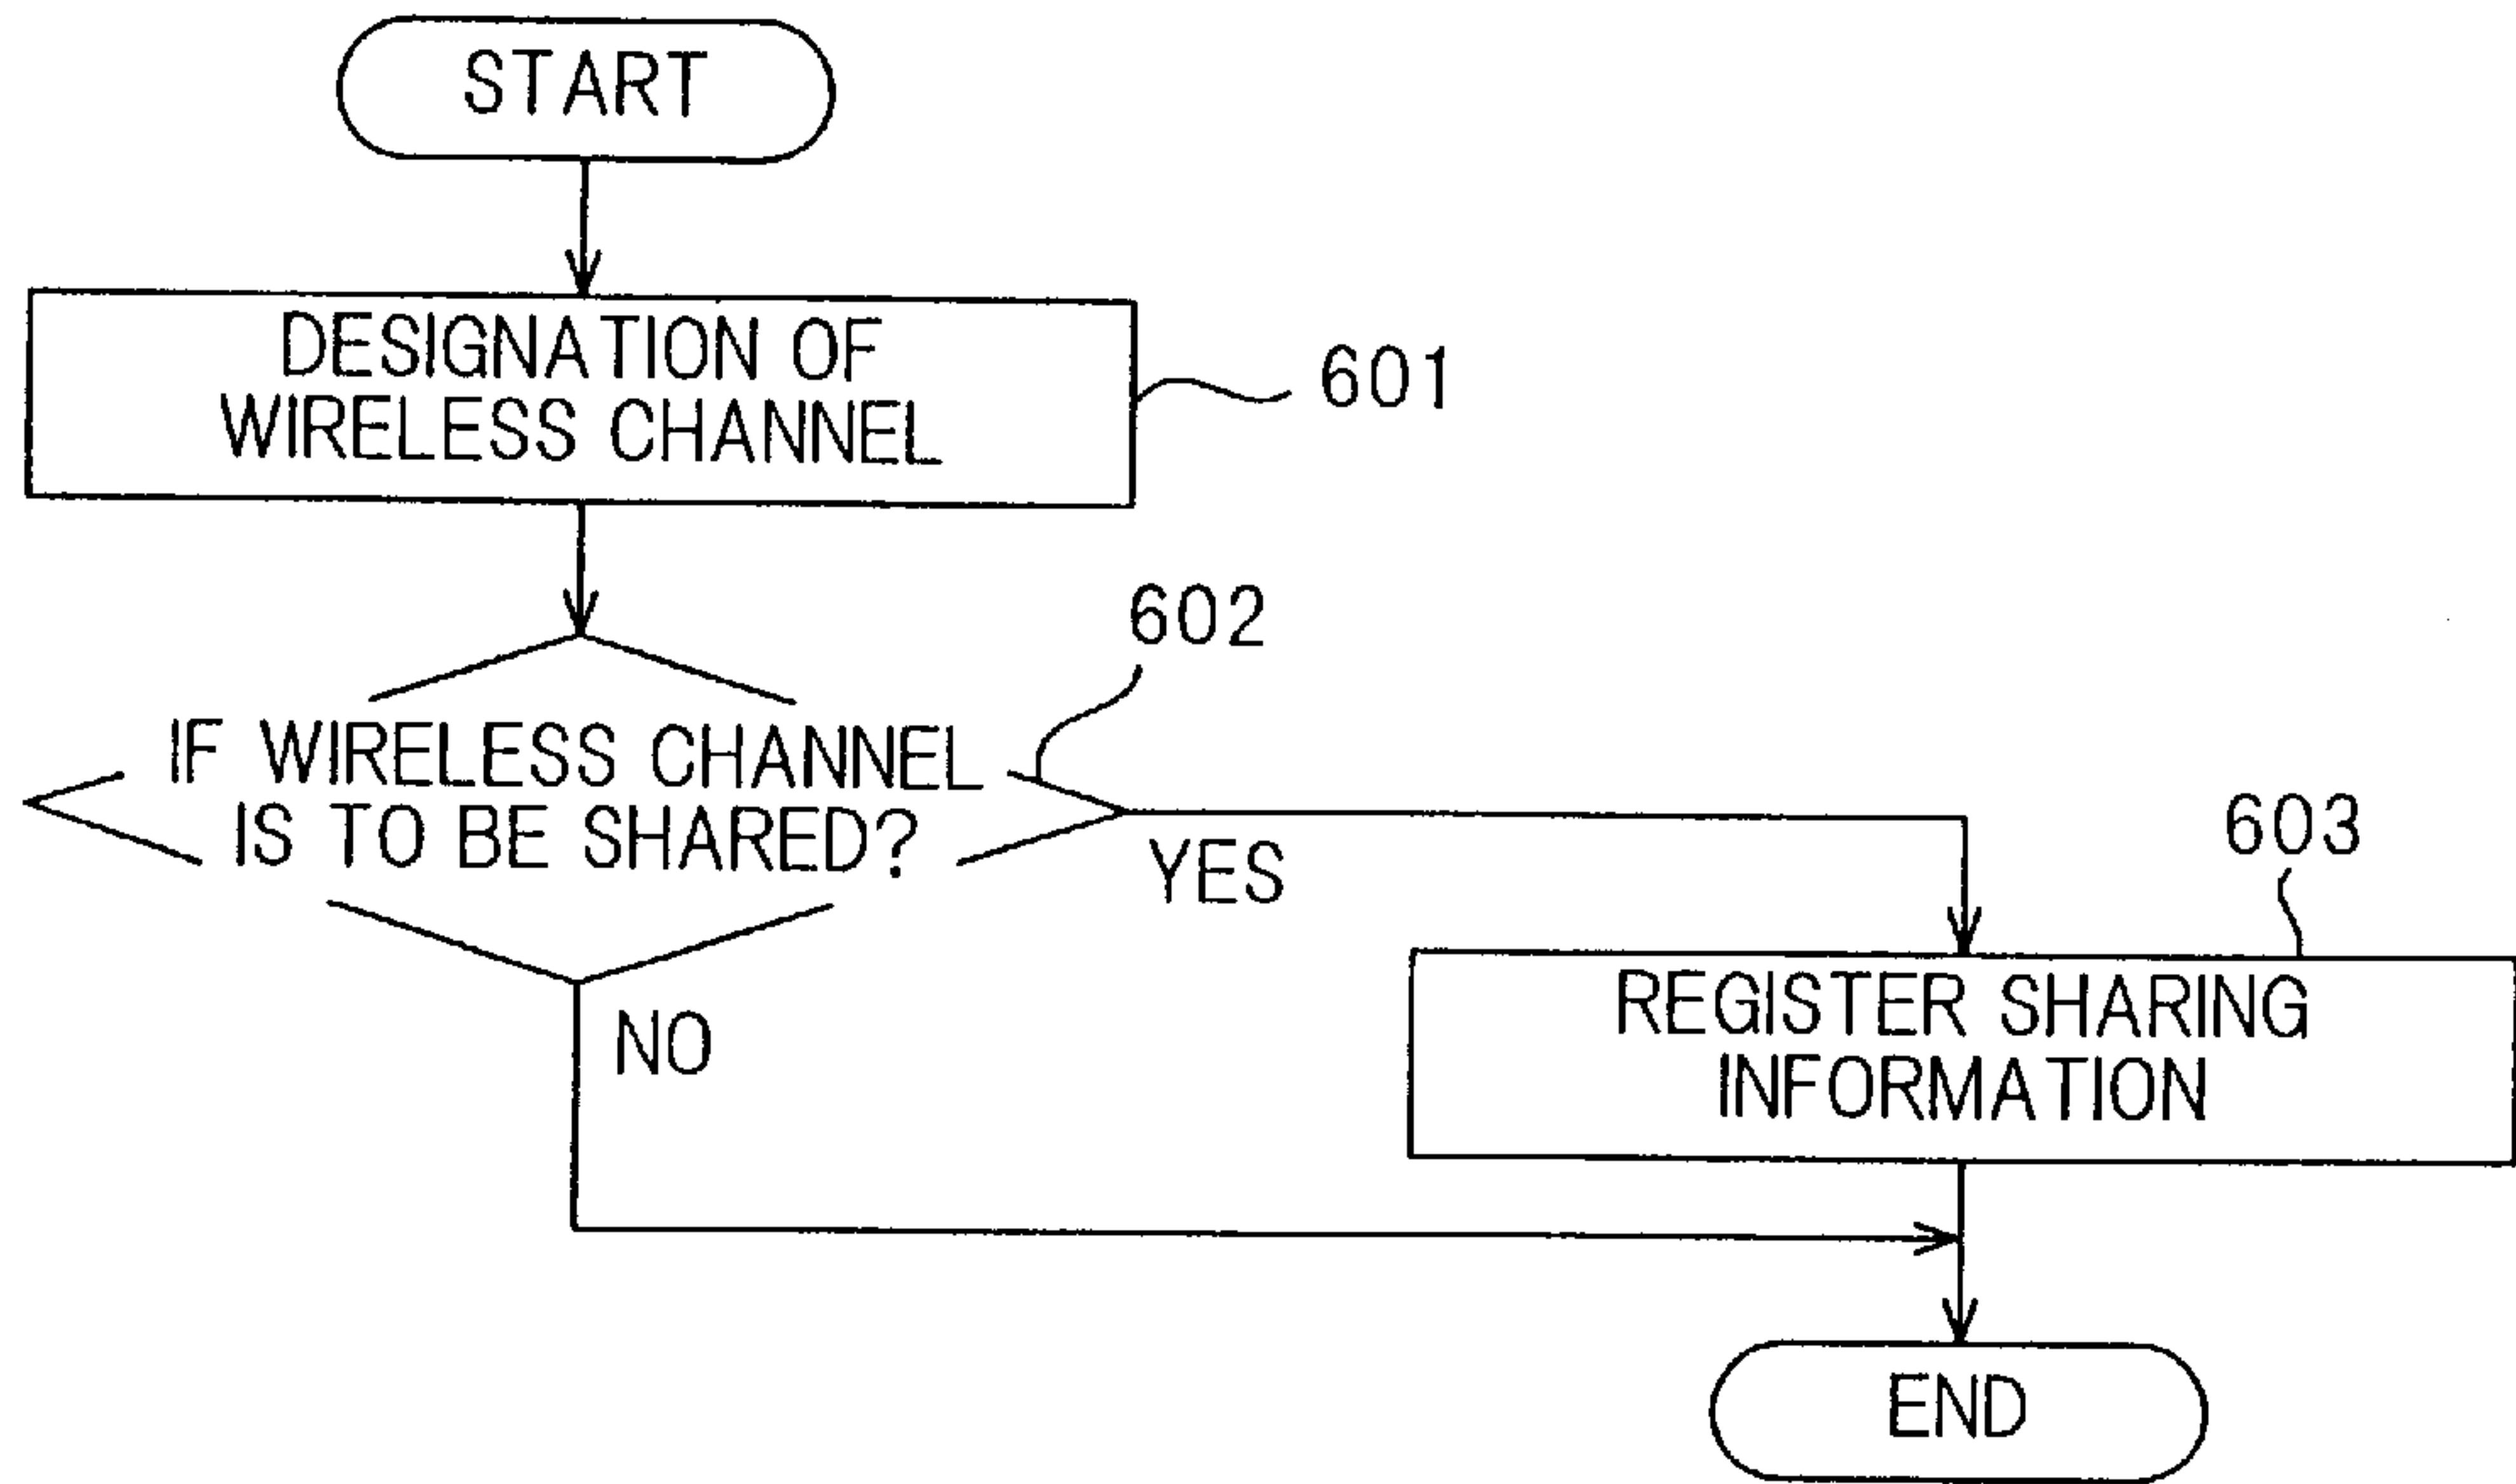 START
DESIGNATION OF
WIRELESS CHANNEL
601
602
IF WIRELESS CHANNEL
IS TO BE SHARED?
YES
603
NO
REGISTER SHARING
INFORMATION
END